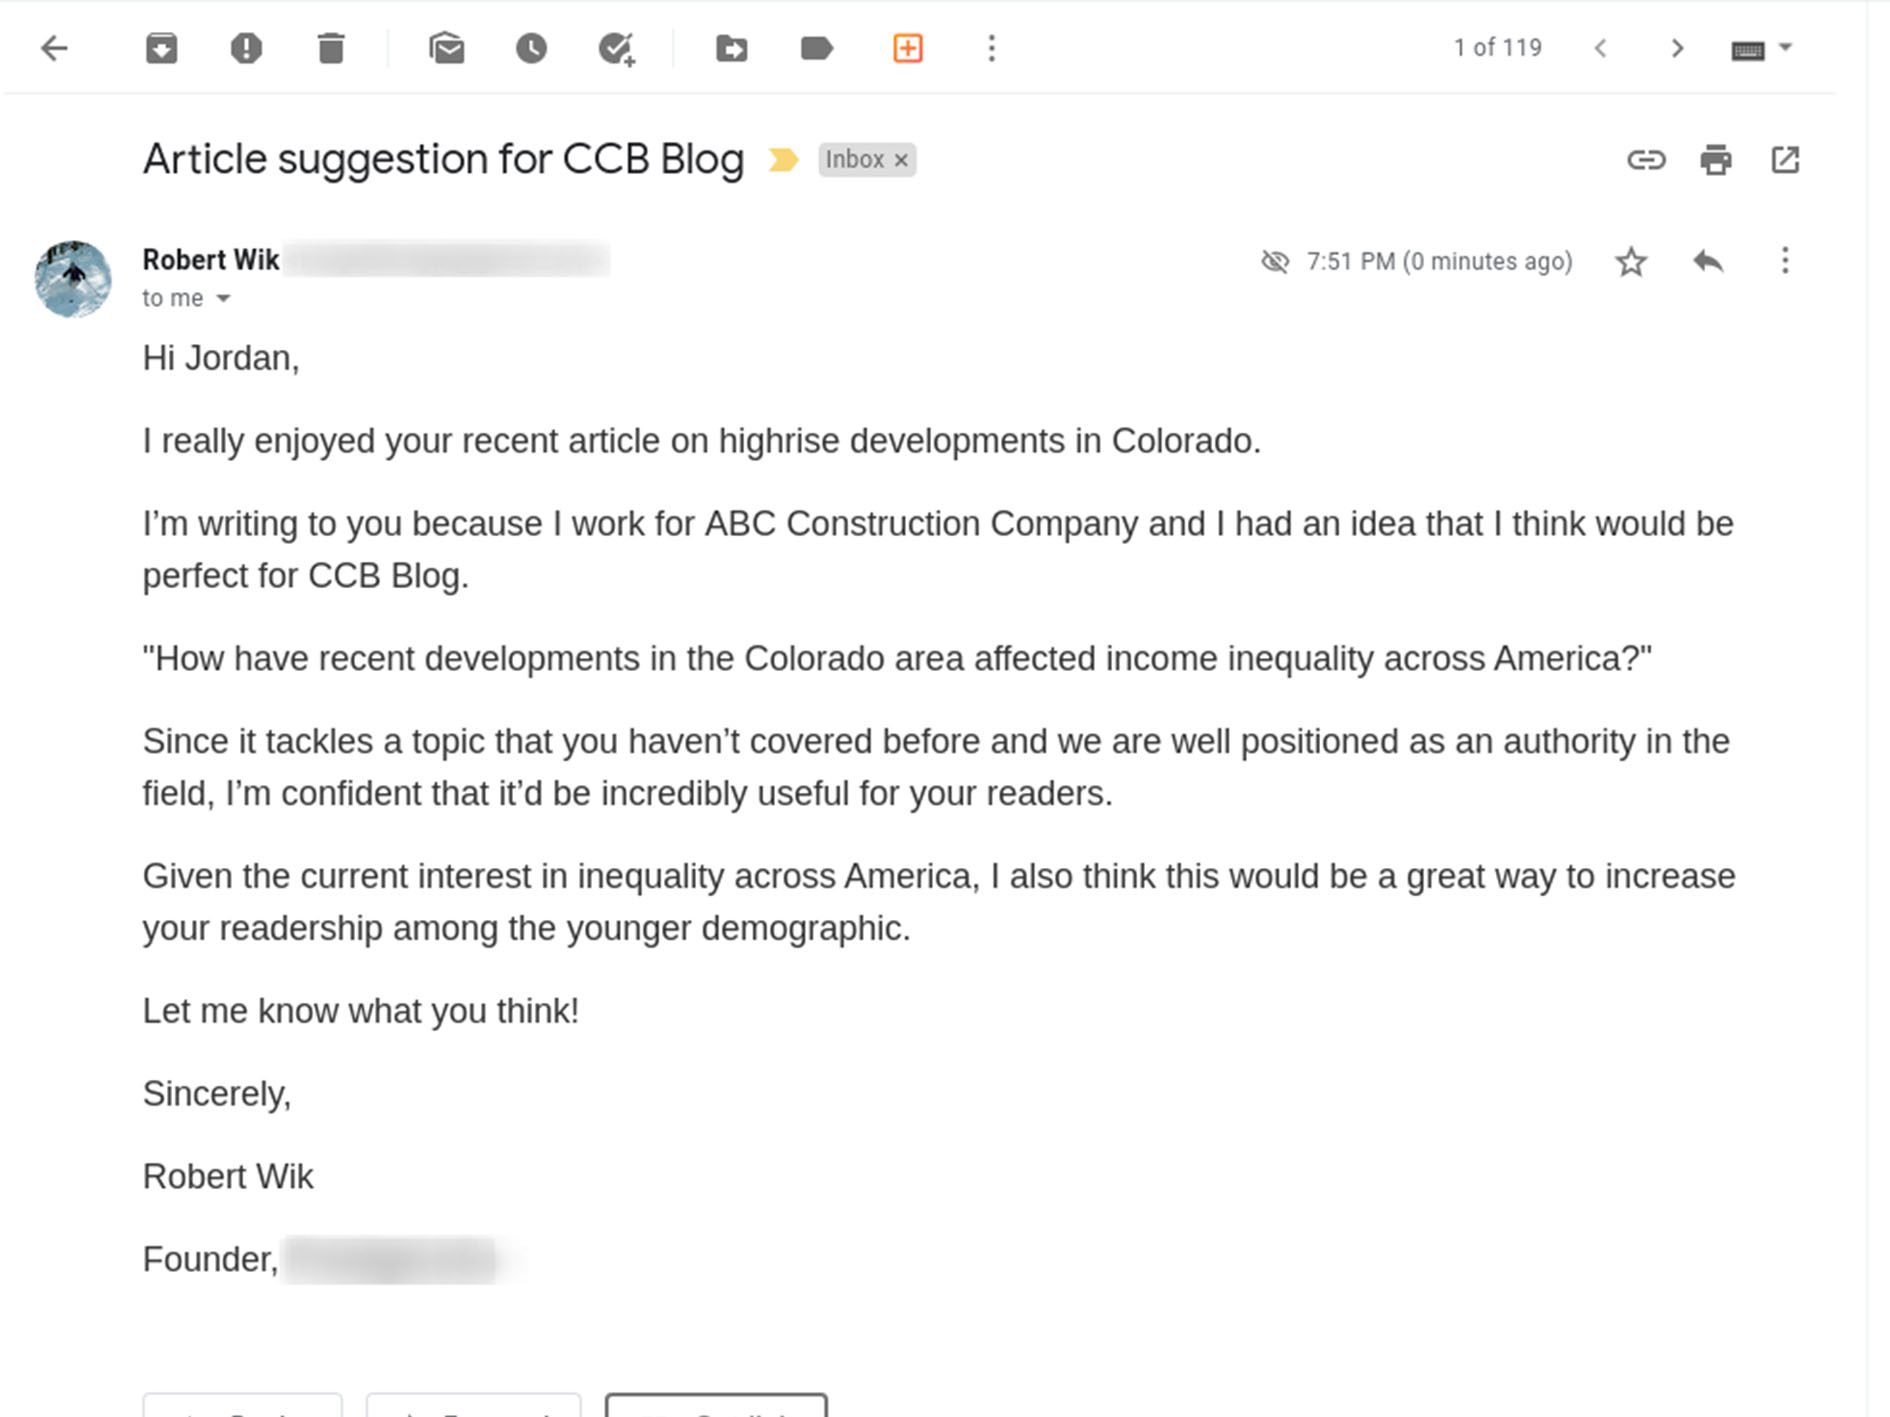 1 of 119
Article suggestion for CCB Blog Inbox ×
Robert Wik 7:51 PM (0 minutes ago)
to me
Hi Jordan,
I really enjoyed your recent article on highrise developments in Colorado.
I’m writing to you because I work for ABC Construction Company and I had an idea that I think would be
perfect for CCB Blog.
"How have recent developments in the Colorado area affected income inequality across America?"
Since it tackles a topic that you haven’t covered before and we are well positioned as an authority in the
field, I’m confident that it’d be incredibly useful for your readers.
Given the current interest in inequality across America, I also think this would be a great way to increase
your readership among the younger demographic.
Let me know what you think!
Sincerely,
Robert Wik
Founder,